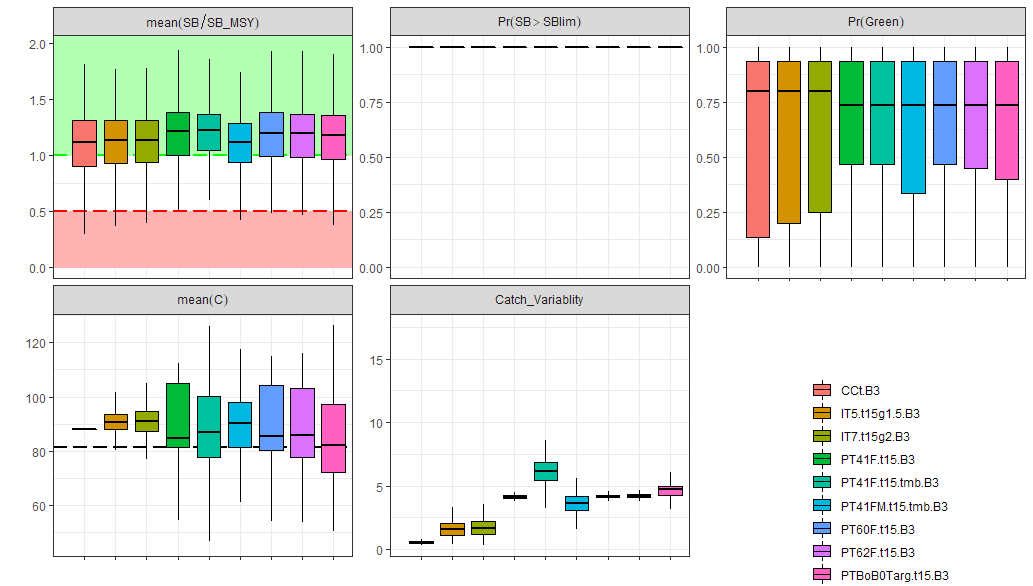 mean(SB/SB_MSY)
Pr(SB > SBlim)
Pr(Green)
2.0
1.5
1.0
0.5
0.0
1.00
0.75
0.50
0.25
0.00
1.00
0.75
0.50
0.25
0.00
mean(C)
Catch_Variablity
120
100
80
60
15
10
5
0
CCt.B3
IT5.t15g1.5.B3
IT7.t15g2.B3
PT41F.t15.B3
PT41F.t15.tmb.B3
PT41FM.t15.tmb.B3
PT60F.t15.B3
PT62F.t15.B3
PTBoB0Targ.t15.B3